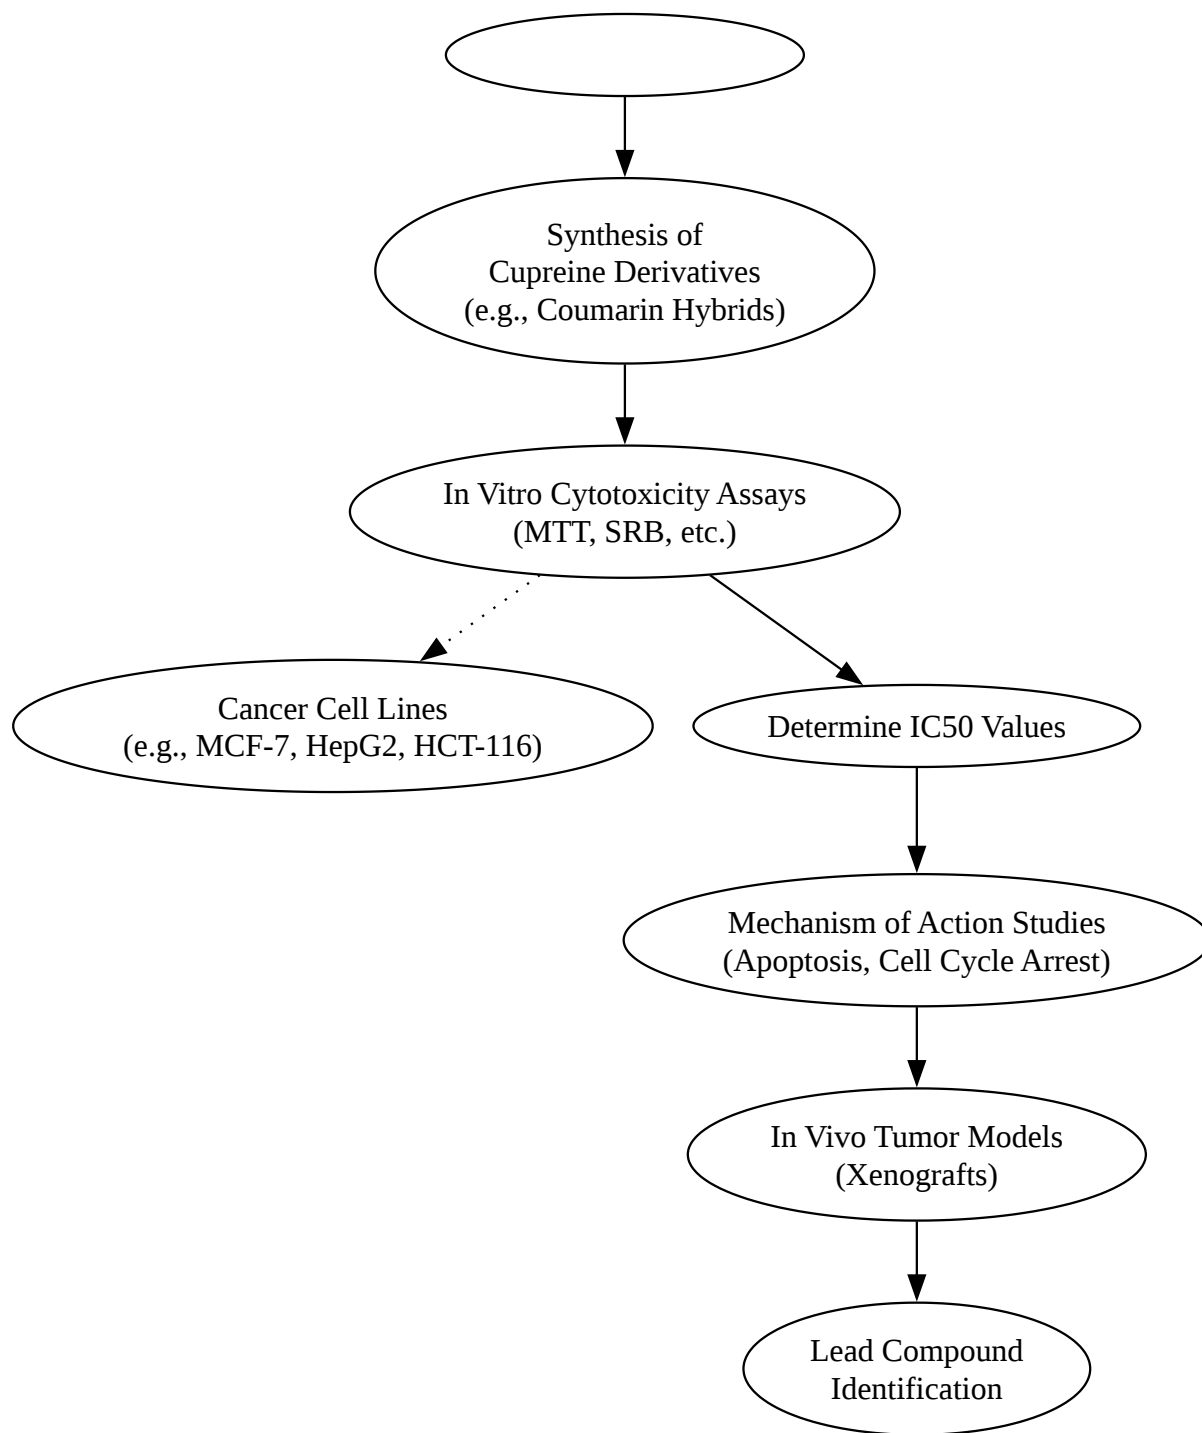 Synthesis of
Cupreine Derivatives
(e.g., Coumarin Hybrids)
In Vitro Cytotoxicity Assays
(MTT, SRB, etc.)
Cancer Cell Lines
(e.g., MCF-7, HepG2, HCT-116)
Determine IC50 Values
Mechanism of Action Studies
(Apoptosis, Cell Cycle Arrest)
In Vivo Tumor Models
(Xenografts)
Lead Compound
Identification